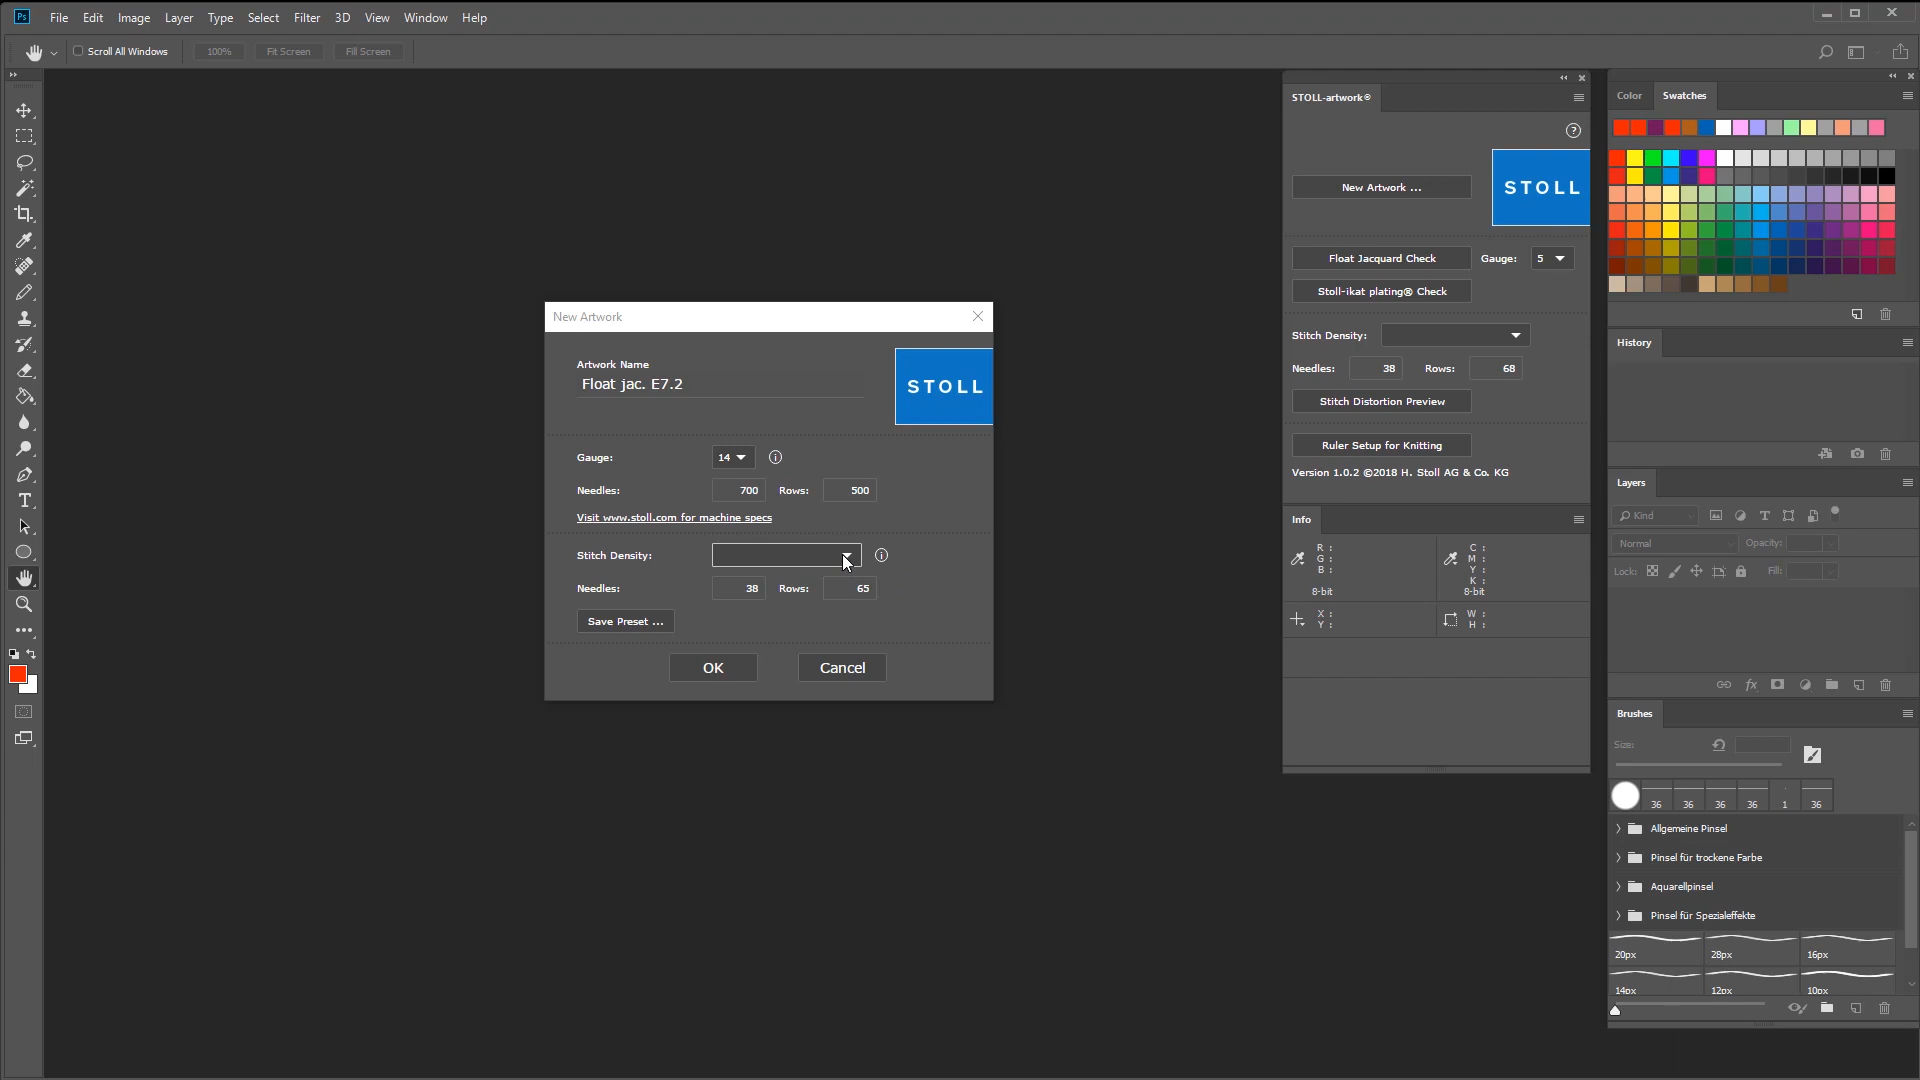 Ps File Edit Image Layer Type Select Filter 3D View Window Help
Scroll All Windows 100% Fit Screen Fill Screen
New Artwork
Artwork Name
Float jac. E7.2
STOLL
Gauge: 14
Needles: 700 Rows: 500
Visit www.stoll.com for machine specs
Stitch Density:
Needles: 38 Rows: 65
Save Preset ...
OK Cancel
STOLL-artwork®
New Artwork ...
STOLL
Float Jacquard Check Gauge: 5
Stoll-ikat plating® Check
Stitch Density:
Needles: 38 Rows: 68
Stitch Distortion Preview
Ruler Setup for Knitting
Version 1.0.2 ©2018 H. Stoll AG & Co. KG
Info
R : C :
G : M :
B : Y :
K :
8-bit 8-bit
X : W :
Y : H :
Color Swatches
History
Layers
Kind
Normal Opacity:
Lock: Fill:
Brushes
Size:
36 36 36 36 1 36
Allgemeine Pinsel
Pinsel für trockene Farbe
Aquarellpinsel
Pinsel für Spezialeffekte
20px 28px 16px
14px 12px 10px